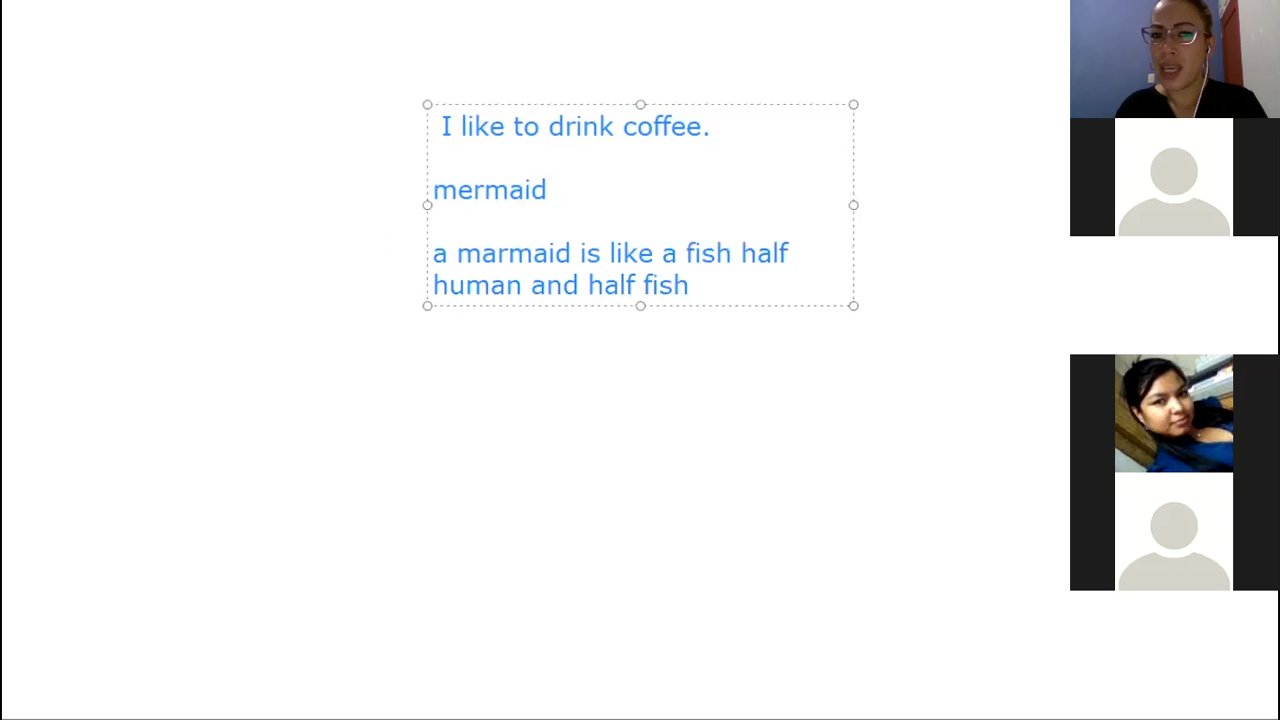 I like to drink coffee.
mermaid
a marmaid is like a fish half
human and half fish